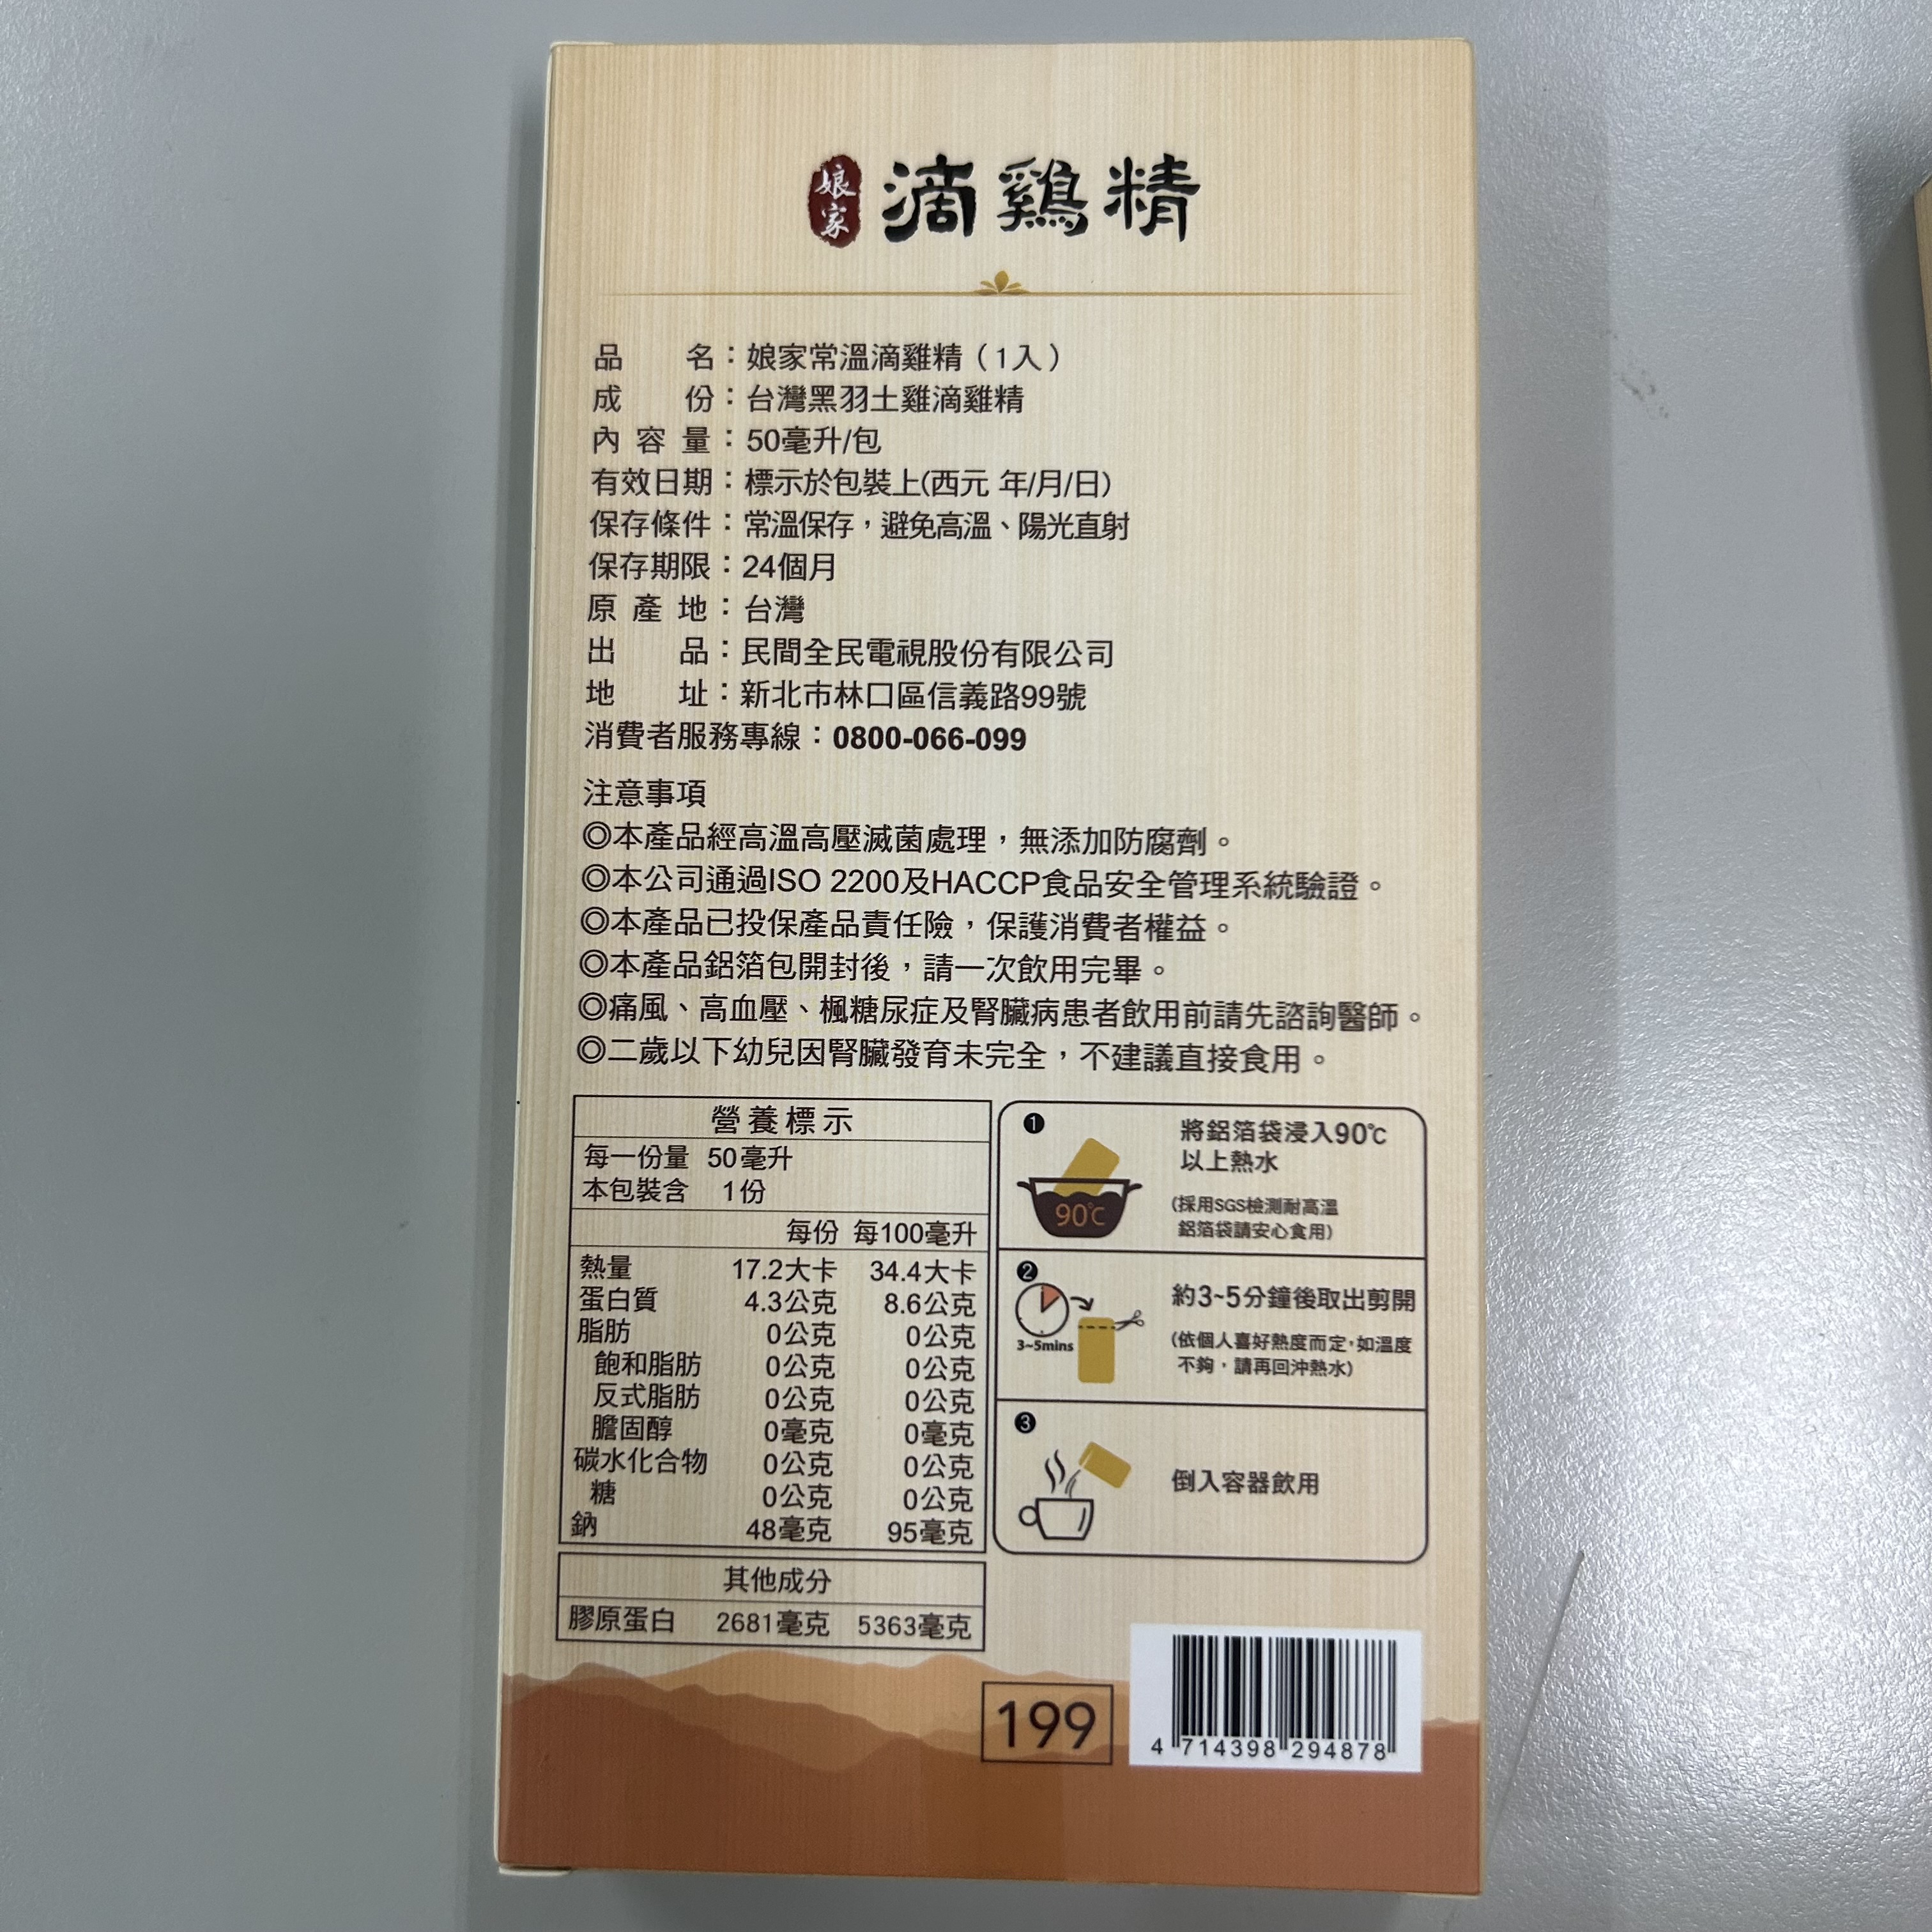 娘家 滴鷄精
品名：娘家常溫滴雞精（1入）
成份：台灣黑羽土雞滴雞精
內容量：50毫升/包
有效日期：標示於包裝上(西元 年/月/日)
保存條件：常溫保存，避免高溫、陽光直射
保存期限：24個月
原產地：台灣
出品：民間全民電視股份有限公司
地址：新北市林口區信義路99號
消費者服務專線：0800-066-099
注意事項
◎本產品經高溫高壓滅菌處理，無添加防腐劑。
◎本公司通過ISO 2200及HACCP食品安全管理系統驗證。
◎本產品已投保產品責任險，保護消費者權益。
◎本產品鋁箔包開封後，請一次飲用完畢。
◎痛風、高血壓、楓糖尿症及腎臟病患者飲用前請先諮詢醫師。
◎二歲以下幼兒因腎臟發育未完全，不建議直接食用。
營養標示
每一份量 50毫升
本包裝含 1份
每份 每100毫升
熱量 17.2大卡 34.4大卡
蛋白質 4.3公克 8.6公克
脂肪 0公克 0公克
飽和脂肪 0公克 0公克
反式脂肪 0公克 0公克
膽固醇 0毫克 0毫克
碳水化合物 0公克 0公克
糖 0公克 0公克
鈉 48毫克 95毫克
其他成分
膠原蛋白 2681毫克 5363毫克
1
90℃
將鋁箔袋浸入90℃
以上熱水
(採用SGS檢測耐高溫
鋁箔袋請安心食用)
2
3~5mins
約3~5分鐘後取出剪開
(依個人喜好熱度而定，如溫度
不夠，請再回沖熱水)
3
倒入容器飲用
199
4 714398 294878